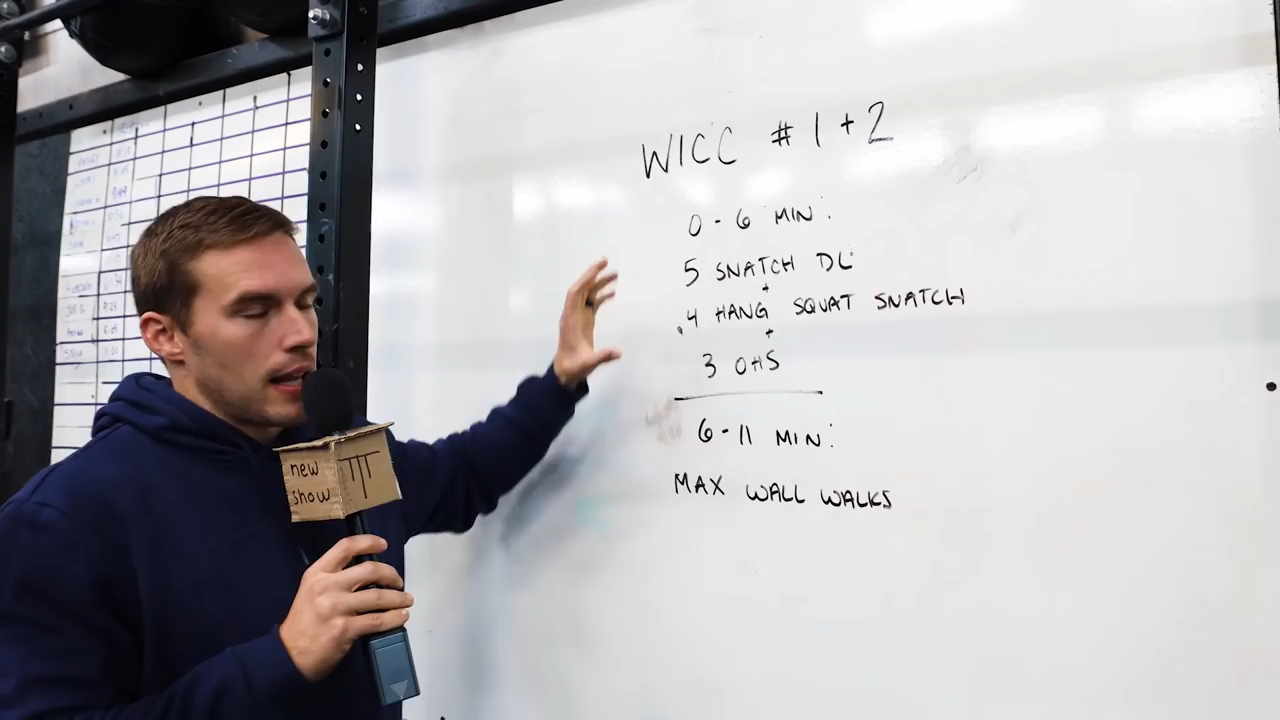 WICC # 1 + 2
0 - 6 MIN:
5 SNATCH DL
+
4 HANG SQUAT SNATCH
+
3 OHS
6 - 11 MIN:
MAX WALL WALKS
new
show